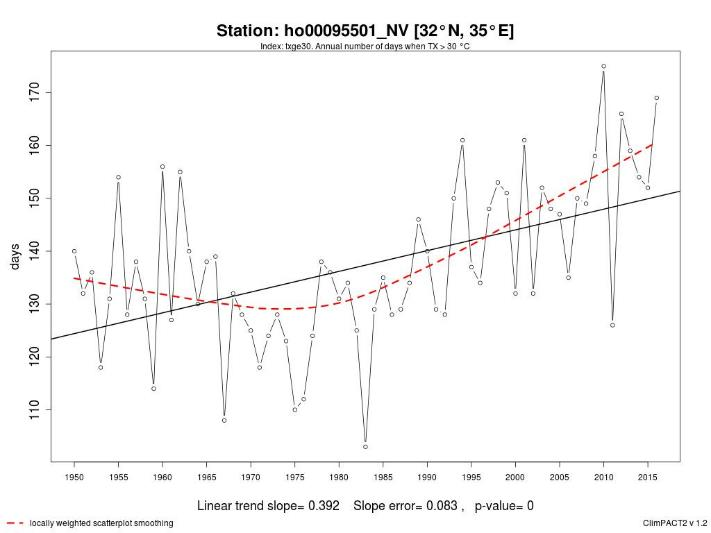 Station: ho00095501_NV [32°N, 35°E]
Index: txge30. Annual number of days when TX > 30 °C
170
160
150
140
130
120
110
days
1950 1955 1960 1965 1970 1975 1980 1985 1990 1995 2000 2005 2010 2015
Linear trend slope= 0.392 Slope error= 0.083 , p-value= 0
locally weighted scatterplot smoothing
ClimPACT2 v 1.2